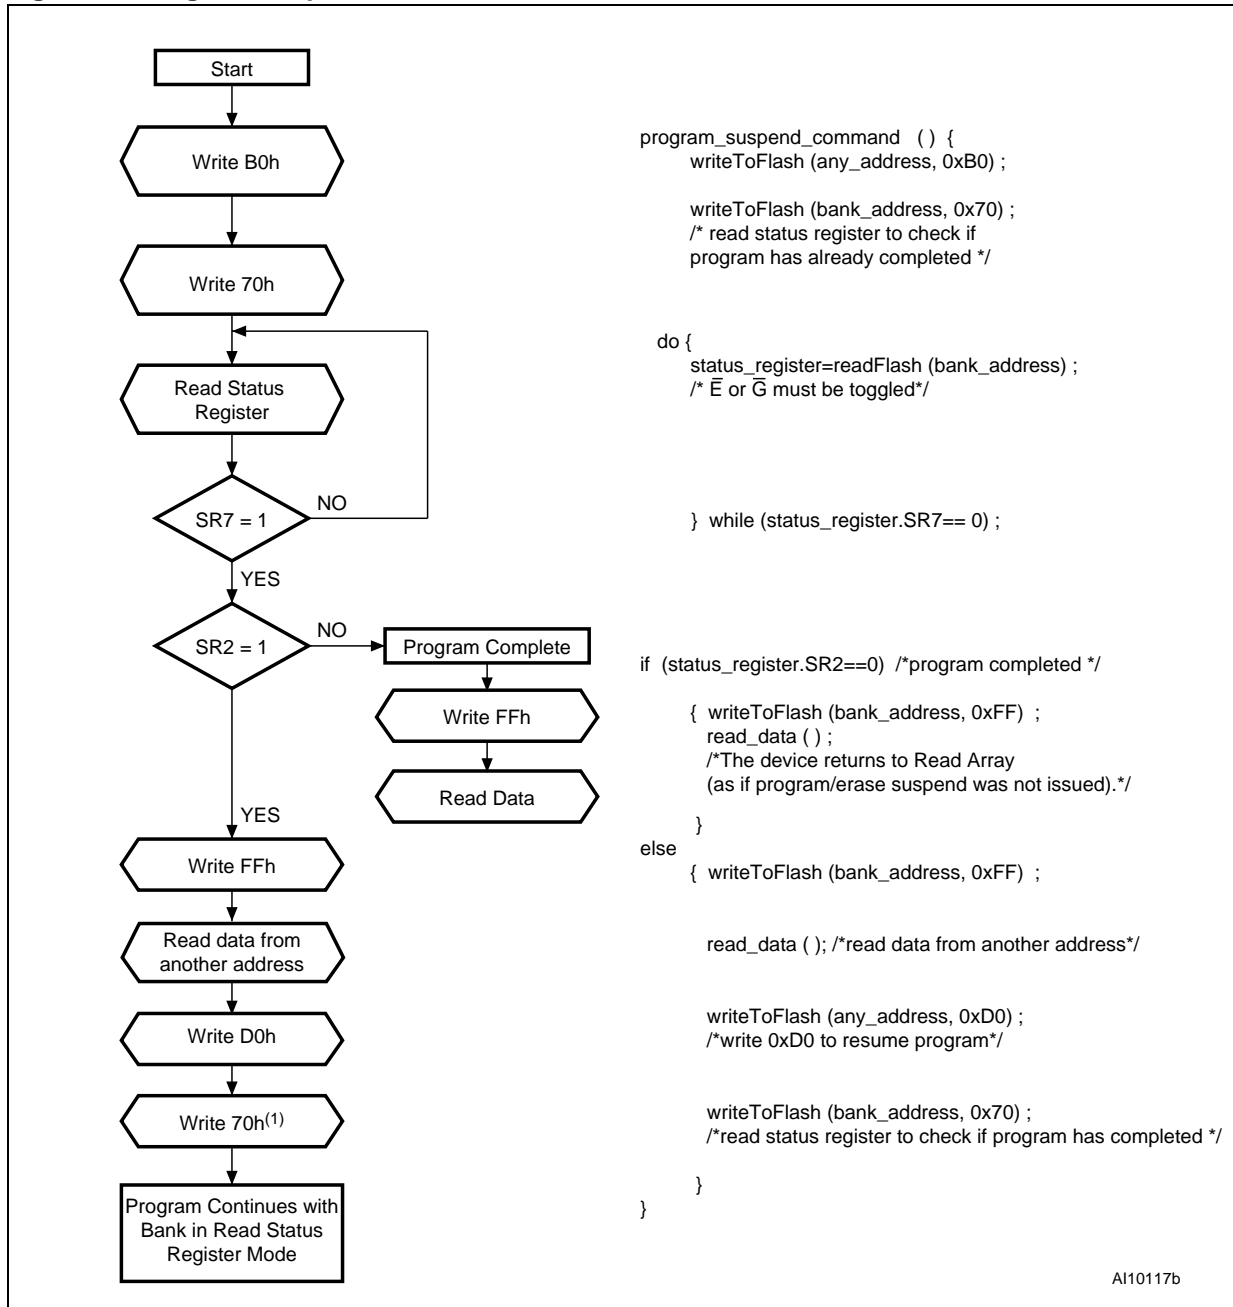 Start
Write B0h
Write 70h
Read Status
Register
SR7 = 1
NO
YES
SR2 = 1
NO
Program Complete
Write FFh
Read Data
YES
Write FFh
Read data from
another address
Write D0h
Write 70h(1)
Program Continues with
Bank in Read Status
Register Mode
program_suspend_command ( ) {
writeToFlash (any_address, 0xB0) ;
writeToFlash (bank_address, 0x70) ;
/* read status register to check if
program has already completed */
do {
status_register=readFlash (bank_address) ;
/* E̅ or G̅ must be toggled*/
} while (status_register.SR7== 0) ;
if (status_register.SR2==0) /*program completed */
{ writeToFlash (bank_address, 0xFF) ;
read_data ( ) ;
/*The device returns to Read Array
(as if program/erase suspend was not issued).*/
}
else
{ writeToFlash (bank_address, 0xFF) ;
read_data ( ); /*read data from another address*/
writeToFlash (any_address, 0xD0) ;
/*write 0xD0 to resume program*/
writeToFlash (bank_address, 0x70) ;
/*read status register to check if program has completed */
}
}
AI10117b